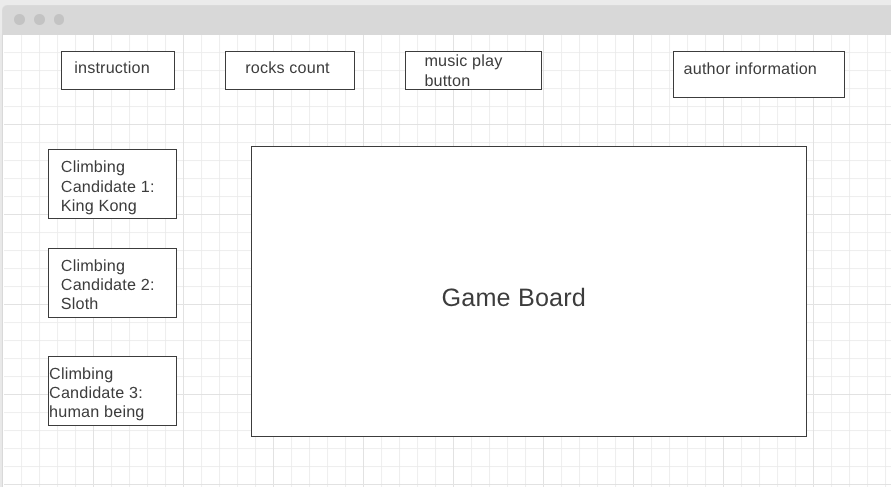 instruction
rocks count
music play
button
author information
Climbing
Candidate 1:
King Kong
Climbing
Candidate 2:
Sloth
Climbing
Candidate 3:
human being
Game Board